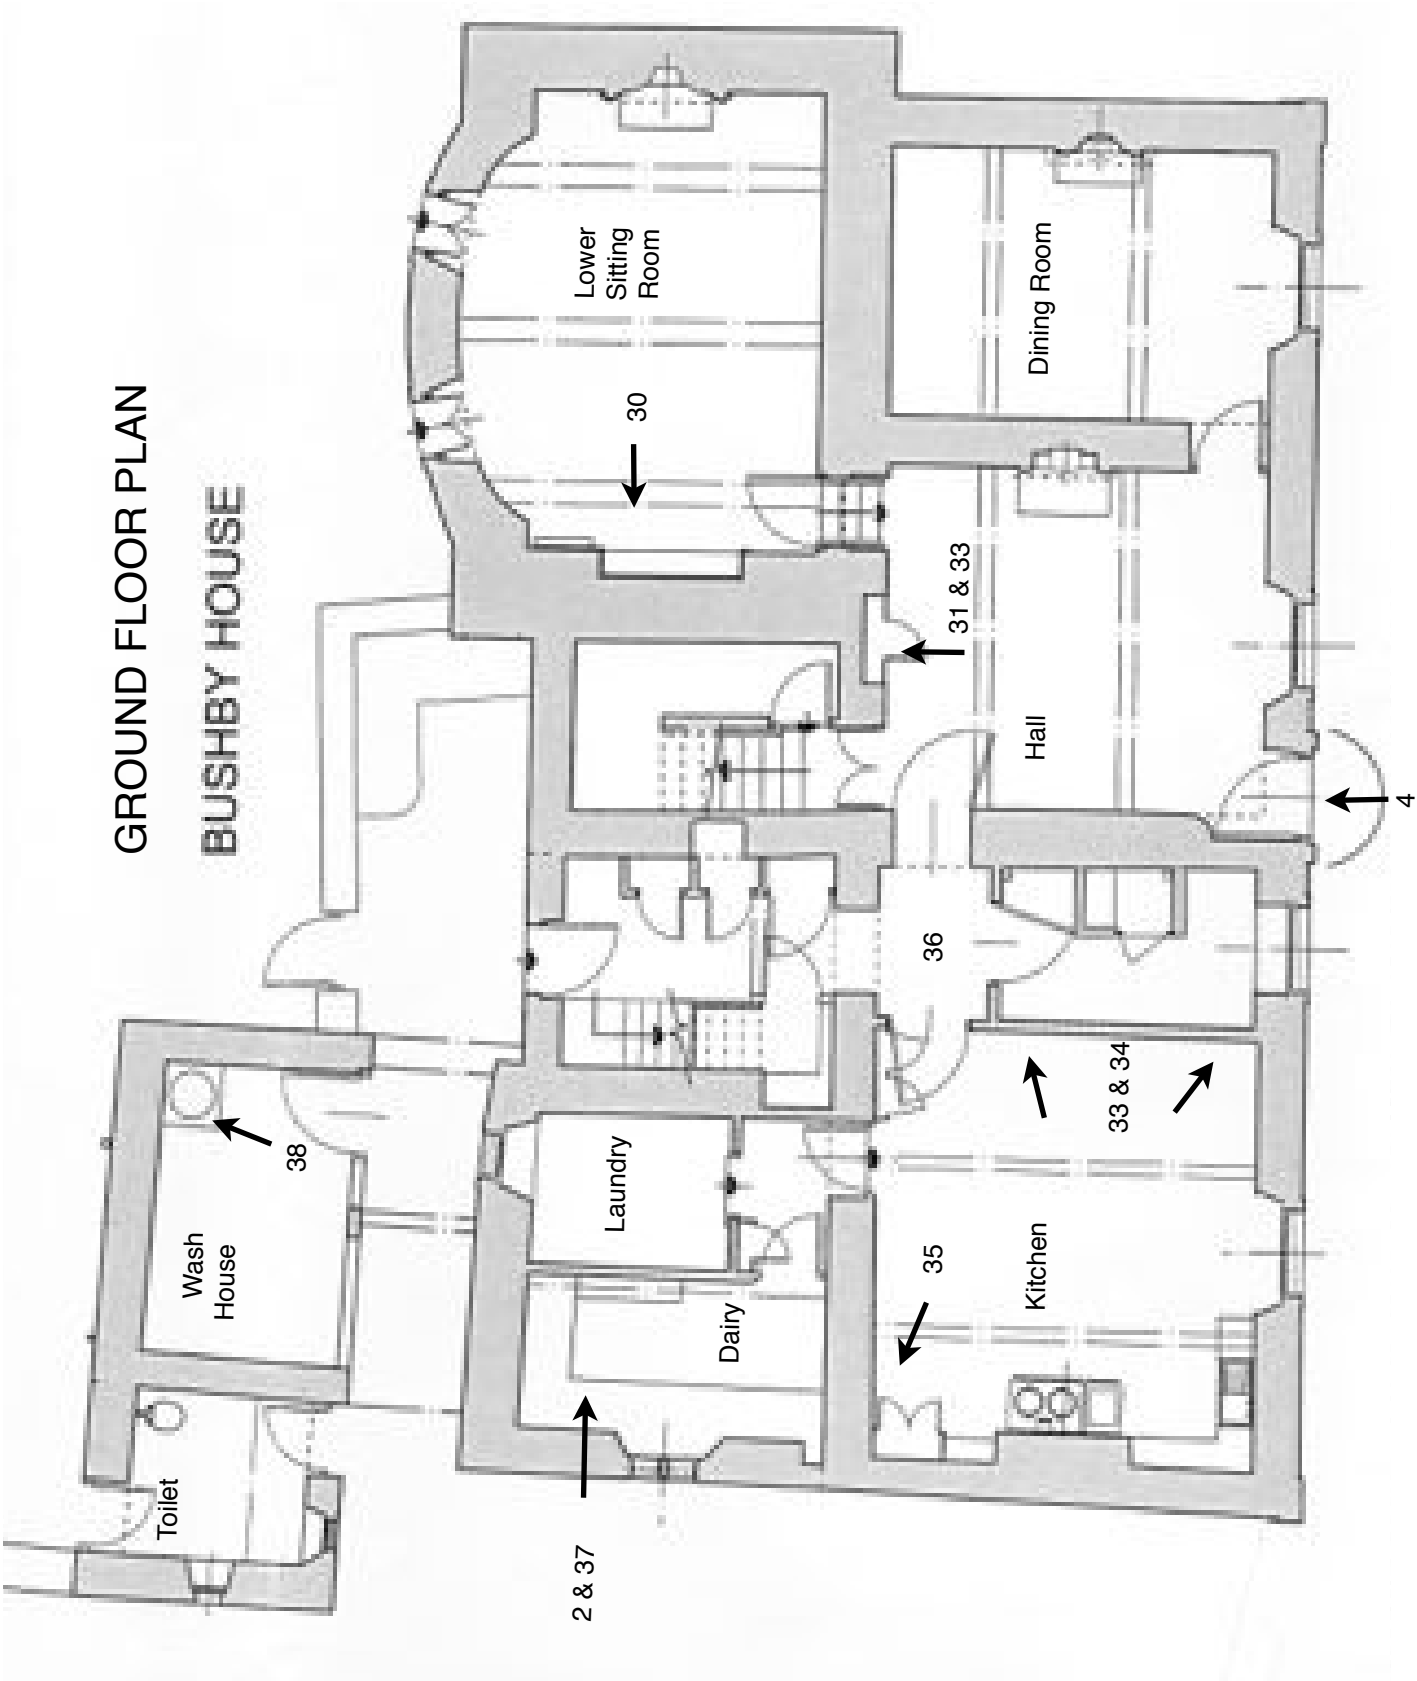 GROUND FLOOR PLAN
BUSHBY HOUSE
Toilet
Wash
House
38
2 & 37
Dairy
Laundry
Lower
Sitting
Room
30
35
Kitchen
33 & 34
36
31 & 33
Hall
Dining Room
4